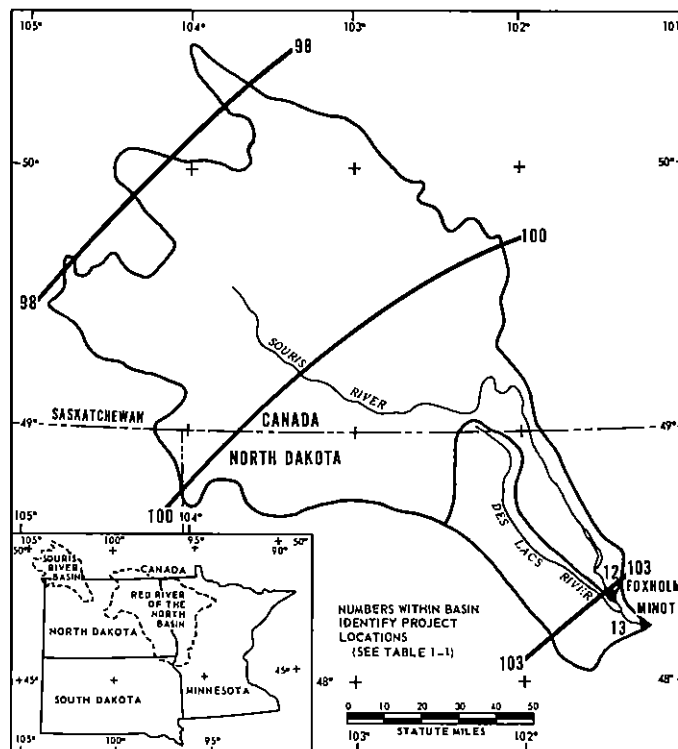 105° 104° 103° 102° 101°
98
50° 50°
100
98
SOURIS RIVER
49° SASKATCHEWAN CANADA 49°
NORTH DAKOTA
100 104°
105°
DES LACS RIVER
12 103
FOXHOLM
MINOT
13
103
NUMBERS WITHIN BASIN
IDENTIFY PROJECT
LOCATIONS
(SEE TABLE 1-1)
48° 48°
0 10 20 30 40 50
STATUTE MILES
103° 102°
105
50° 100° 95° 90° 50°
SOURIS
RIVER
BASIN
CANADA
RED RIVER
OF THE
NORTH
BASIN
NORTH DAKOTA
45° 45°
MINNESOTA
SOUTH DAKOTA
105° 100° 95°